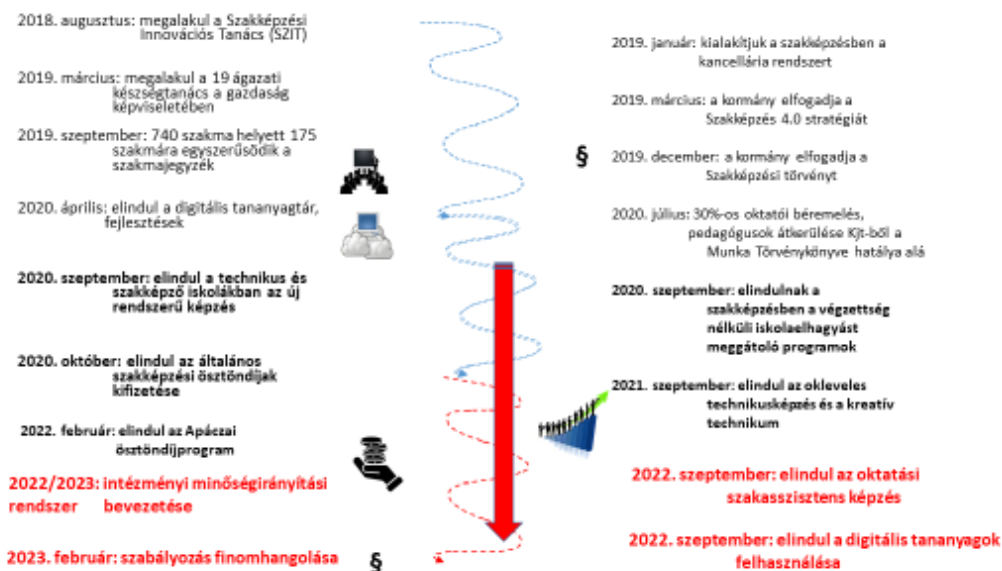 2018. augusztus: megalakul a Szakképzési
Innovációs Tanács (SZIT)
2019. március: megalakul a 19 ágazati
készségtanács a gazdaság
képviseletében
2019. szeptember: 740 szakma helyett 175
szakmára egyszerűsödik a
szakmajegyzék
2020. április: elindul a digitális tananyagtár,
fejlesztések
2020. szeptember: elindul a technikus és
szakképző iskolákban az új
rendszerű képzés
2020. október: elindul az általános
szakképzési ösztöndíjak
kifizetése
2022. február: elindul az Apáczai
ösztöndíjprogram
2022/2023: intézményi minőségirányítási
rendszer bevezetése
2023. február: szabályozás finomhangolása
§
2019. január: kialakítjuk a szakképzésben a
kancellária rendszert
2019. március: a kormány elfogadja a
Szakképzés 4.0 stratégiát
§
2019. december: a kormány elfogadja a
Szakképzési törvényt
2020. július: 30%-os oktatói béremelés,
pedagógusok átkerülése Kjt-ből a
Munka Törvénykönyve hatálya alá
2020. szeptember: elindulnak a
szakképzésben a végzettség
nélküli iskolaelhagyást
meggátoló programok
2021. szeptember: elindul az okleveles
technikusképzés és a kreatív
technikum
2022. szeptember: elindul az oktatási
szakasszisztens képzés
2022. szeptember: elindul a digitális tananyagok
felhasználása